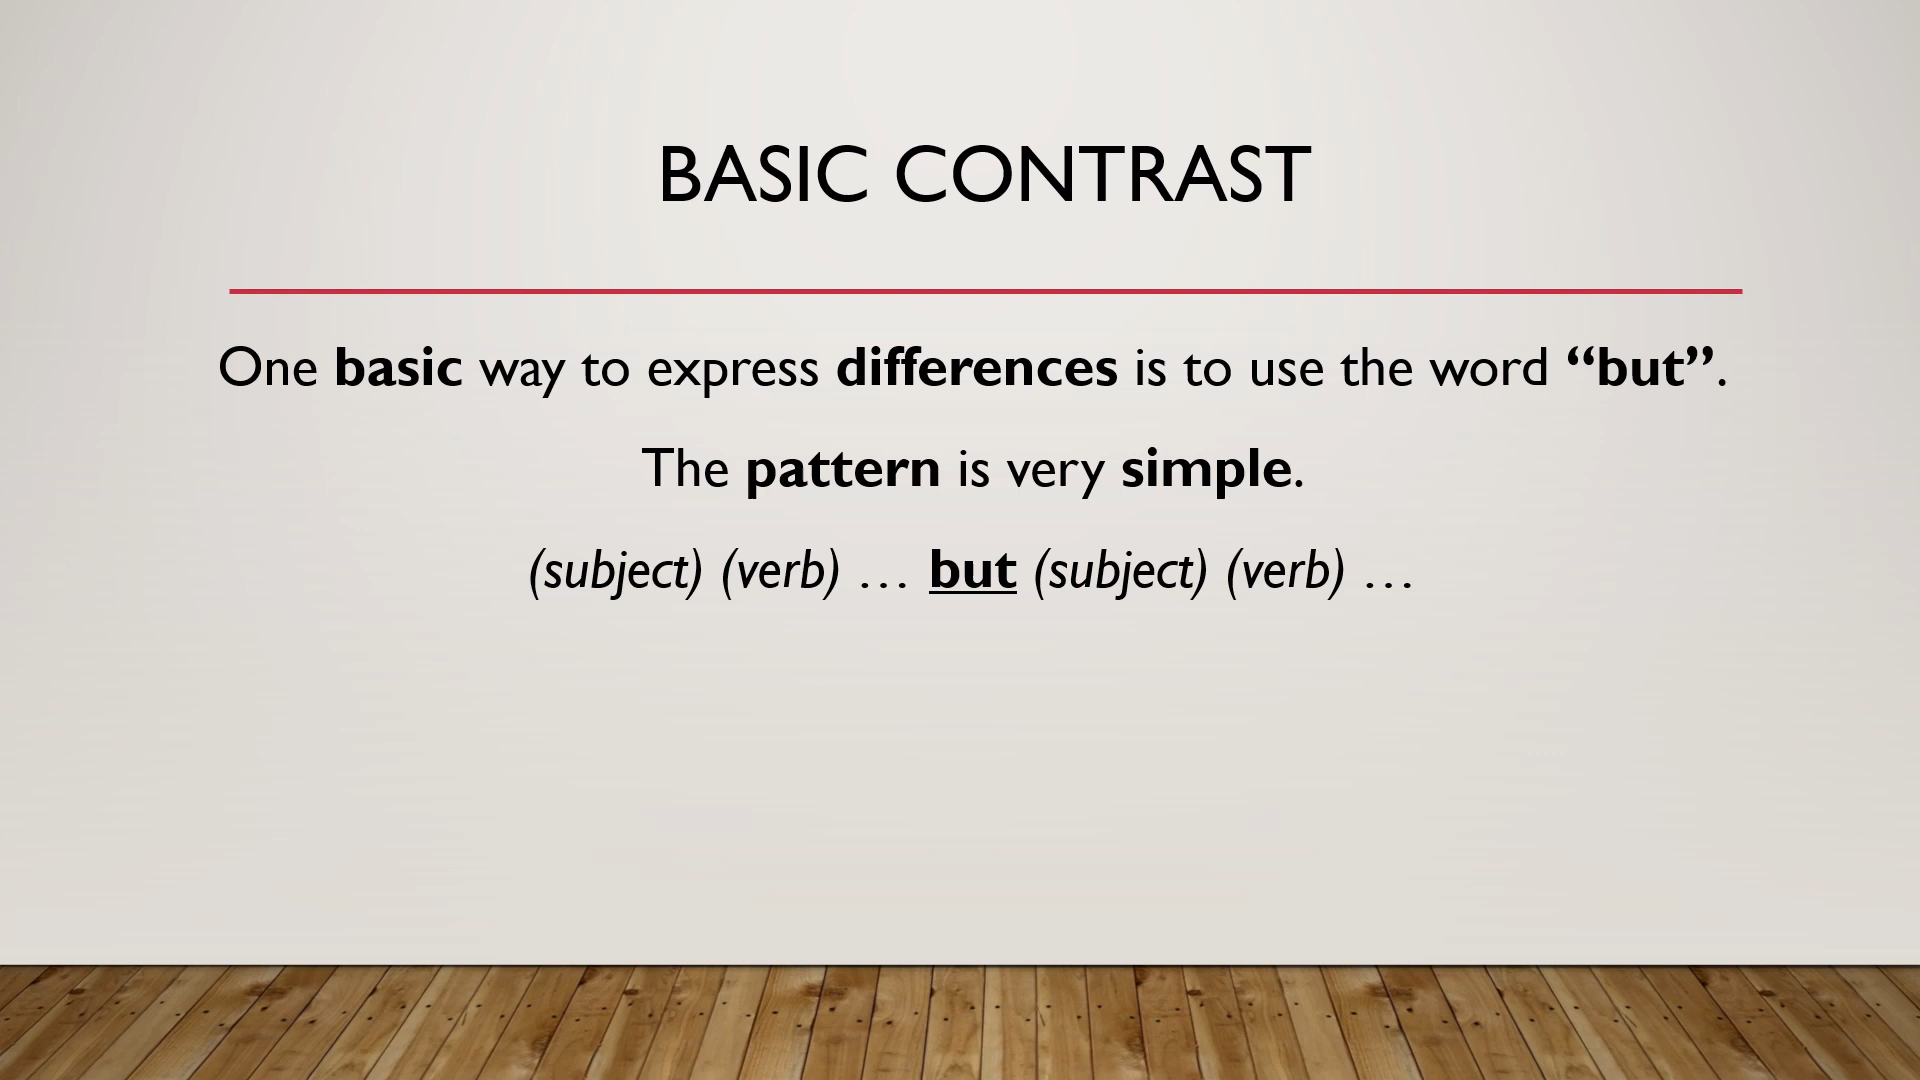 BASIC CONTRAST
One basic way to express differences is to use the word “but”.
The pattern is very simple.
(subject) (verb) … but (subject) (verb) …